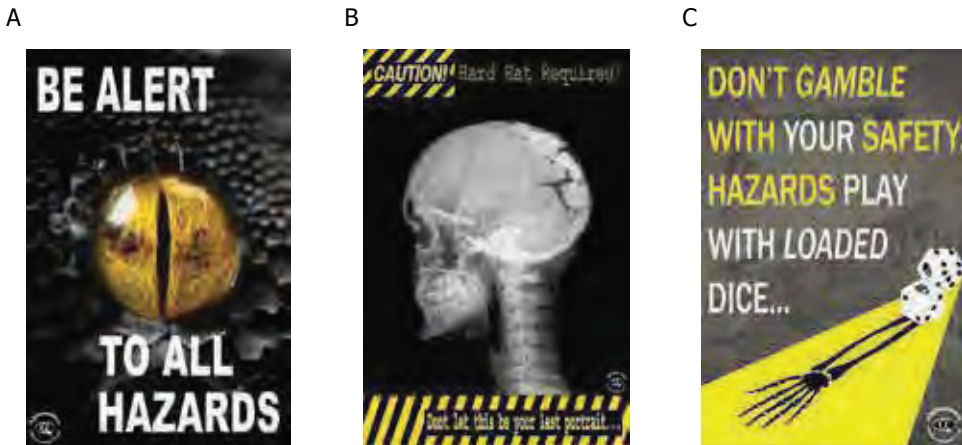 A
B
C
BE ALERT
TO ALL
HAZARDS
CAUTION! Hard Hat Required!
Dont let this be your last portrait...
DON'T GAMBLE
WITH YOUR SAFETY.
HAZARDS PLAY
WITH LOADED
DICE...